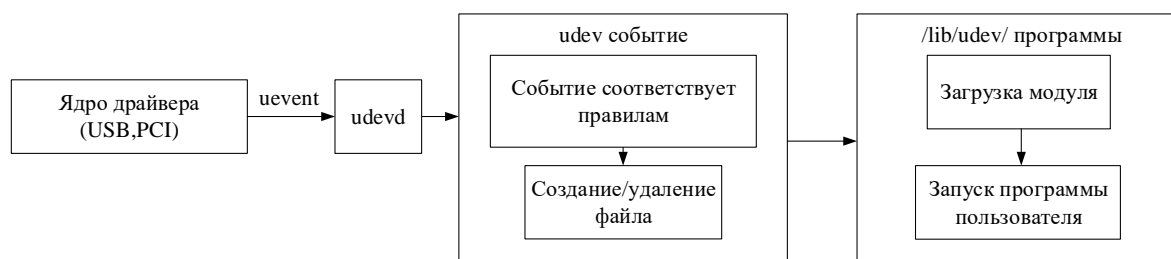 Ядро драйвера
(USB,PCI)
uevent
udevd
udev событие
Событие соответствует
правилам
Создание/удаление
файла
/lib/udev/ программы
Загрузка модуля
Запуск программы
пользователя